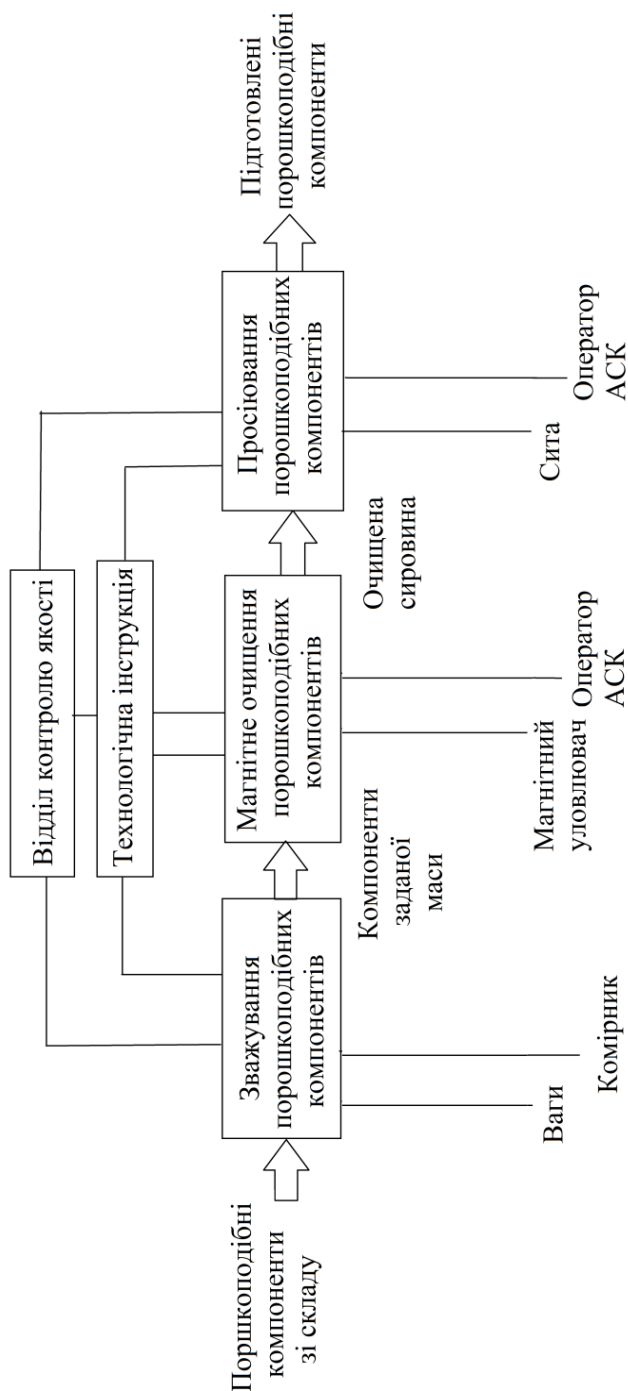 Відділ контролю якості
Технологічна інструкція
Поршкоподібні
компоненти
зі складу
Зважування
порошкоподібних
компонентів
Компоненти
заданої
маси
Магнітне очищення
порошкоподібних
компонентів
Очищена
сировина
Просіювання
порошкоподібних
компонентів
Підготовлені
порошкоподібні
компоненти
Ваги
Комірник
Магнітний
уловлювач
Оператор
АСК
Сита
Оператор
АСК